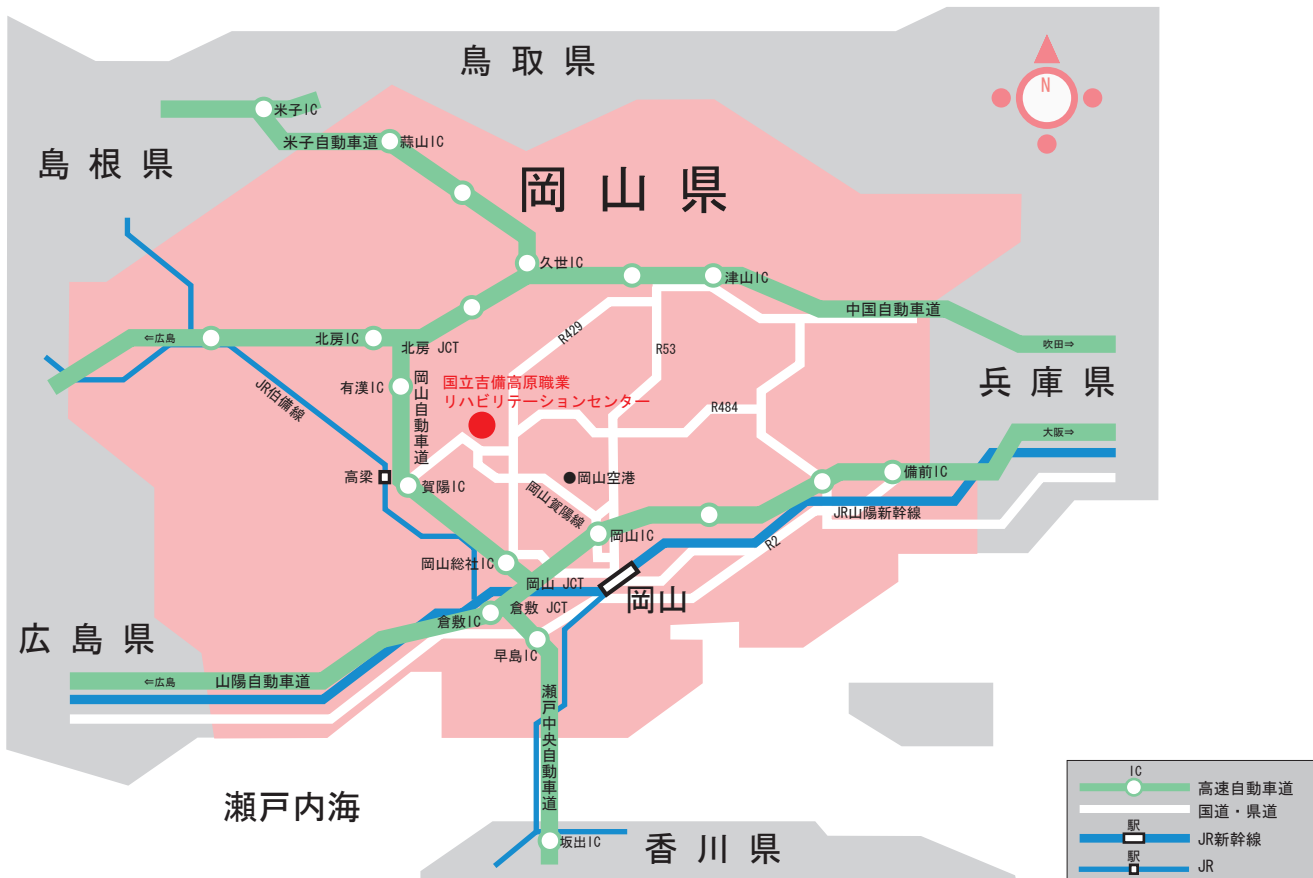 鳥取県
N
米子IC
米子自動車道
蒜山IC
島根県
岡山県
久世IC
津山IC
中国自動車道
⇐広島
北房IC
北房 JCT
R429
R53
吹田⇒
兵庫県
有漢IC
岡山自動車道
国立吉備高原職業
リハビリテーションセンター
JR伯備線
R484
大阪⇒
高梁
賀陽IC
●岡山空港
備前IC
岡山賀陽線
JR山陽新幹線
岡山IC
R2
岡山総社IC
岡山 JCT
岡山
倉敷 JCT
倉敷IC
広島県
早島IC
⇐広島
山陽自動車道
瀬戸中央自動車道
瀬戸内海
坂出IC
香川県
IC
高速自動車道
国道・県道
駅
JR新幹線
駅
JR